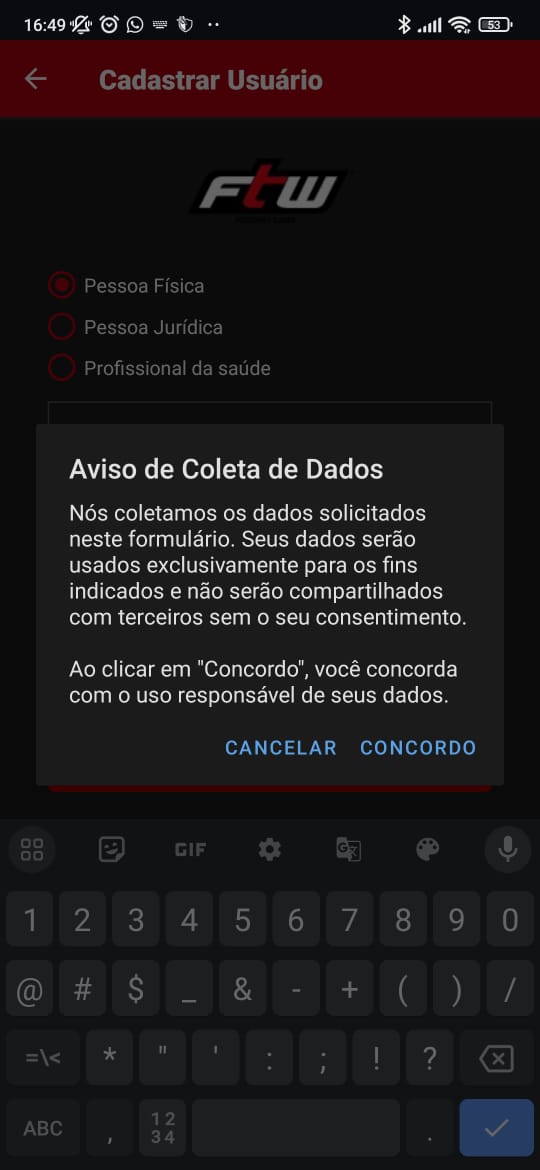 16:49
53
Cadastrar Usuário
FTW
Pessoa Física
Pessoa Jurídica
Profissional da saúde
Aviso de Coleta de Dados
Nós coletamos os dados solicitados
neste formulário. Seus dados serão
usados exclusivamente para os fins
indicados e não serão compartilhados
com terceiros sem o seu consentimento.
Ao clicar em "Concordo", você concorda
com o uso responsável de seus dados.
CANCELAR CONCORDO
GIF
1 2 3 4 5 6 7 8 9 0
@ # $ _ & - + ( ) /
=\< * " ' : ; ! ?
ABC , 12 34 .